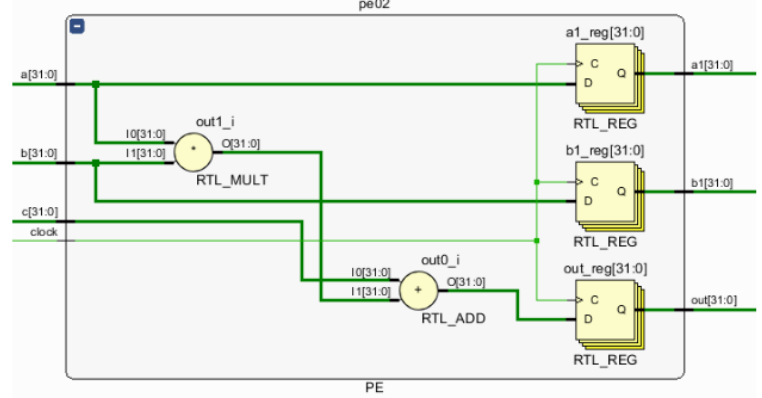 pe02
a1_reg[31:0]
a[31:0]
C
Q
D
a1[31:0]
RTL_REG
out1_i
I0[31:0]
I1[31:0]
*
O[31:0]
RTL_MULT
b[31:0]
b1_reg[31:0]
C
Q
D
b1[31:0]
RTL_REG
c[31:0]
clock
out0_i
I0[31:0]
I1[31:0]
+
O[31:0]
RTL_ADD
out_reg[31:0]
C
Q
D
out[31:0]
RTL_REG
PE